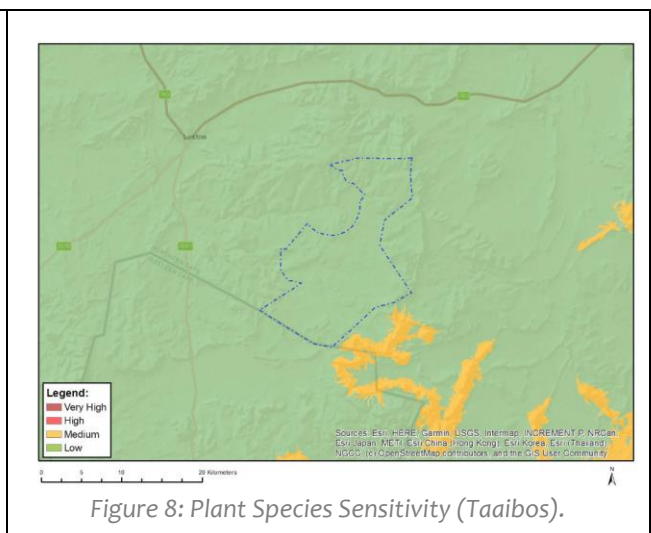 Loxton
Legend:
Very High
High
Medium
Low
Sources: Esri, HERE, Garmin, USGS, Intermap, INCREMENT P, NRCan,
Esri Japan, METI, Esri China (Hong Kong), Esri Korea, Esri (Thailand),
NGCC, (c) OpenStreetMap contributors, and the GIS User Community
0 5 10 20 Kilometers
N
Figure 8: Plant Species Sensitivity (Taaibos).